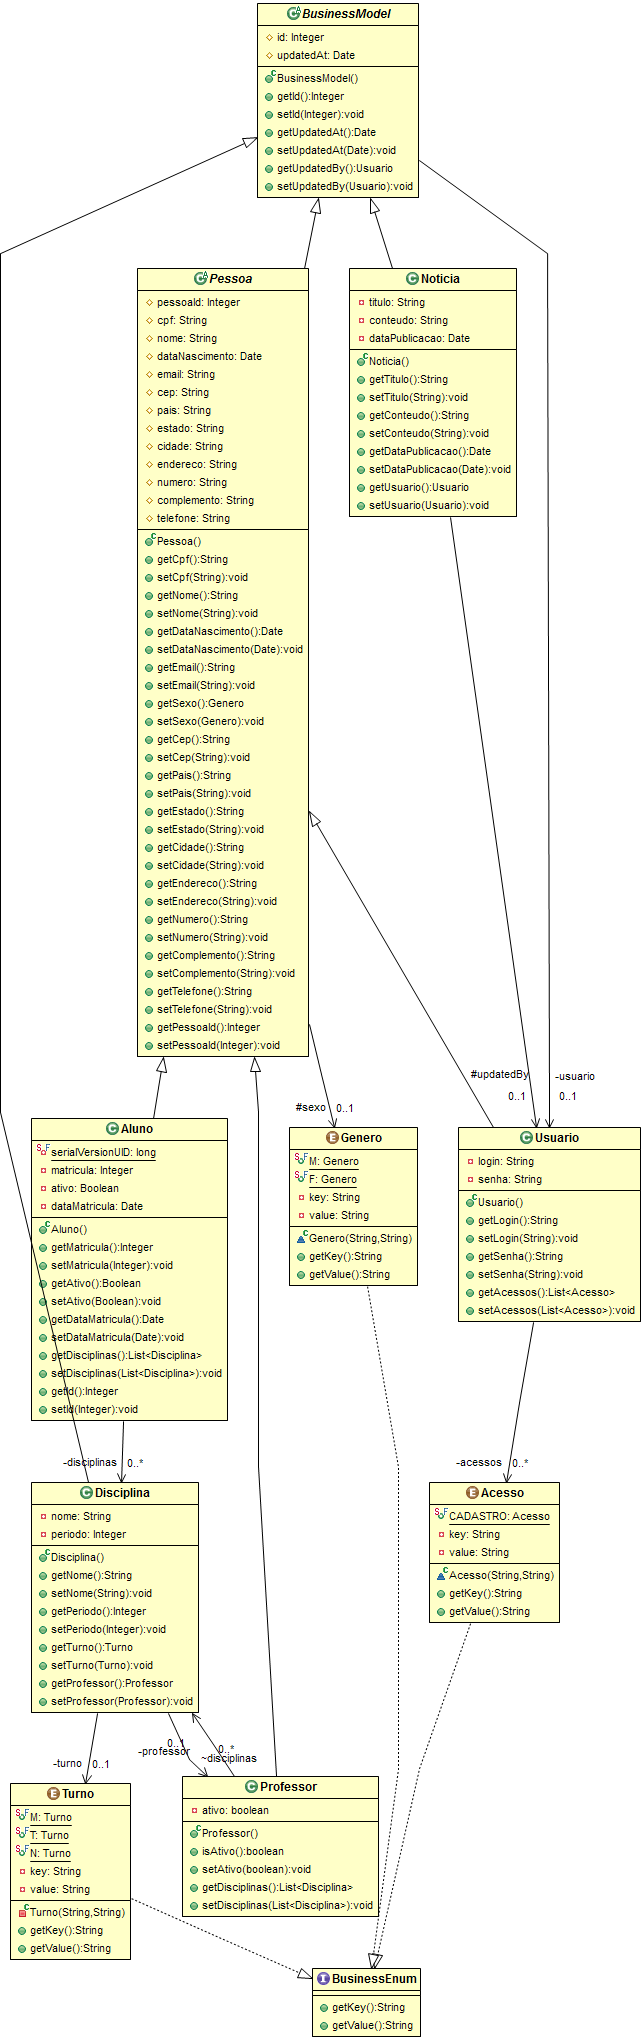 BusinessModel
id: Integer
updatedAt: Date
BusinessModel()
getId():Integer
setId(Integer):void
getUpdatedAt():Date
setUpdatedAt(Date):void
getUpdatedBy():Usuario
setUpdatedBy(Usuario):void
Pessoa
pessoaId: Integer
cpf: String
nome: String
dataNascimento: Date
email: String
cep: String
pais: String
estado: String
cidade: String
endereco: String
numero: String
complemento: String
telefone: String
Pessoa()
getCpf():String
setCpf(String):void
getNome():String
setNome(String):void
getDataNascimento():Date
setDataNascimento(Date):void
getEmail():String
setEmail(String):void
getSexo():Genero
setSexo(Genero):void
getCep():String
setCep(String):void
getPais():String
setPais(String):void
getEstado():String
setEstado(String):void
getCidade():String
setCidade(String):void
getEndereco():String
setEndereco(String):void
getNumero():String
setNumero(String):void
getComplemento():String
setComplemento(String):void
getTelefone():String
setTelefone(String):void
getPessoaId():Integer
setPessoaId(Integer):void
Noticia
titulo: String
conteudo: String
dataPublicacao: Date
Noticia()
getTitulo():String
setTitulo(String):void
getConteudo():String
setConteudo(String):void
getDataPublicacao():Date
setDataPublicacao(Date):void
getUsuario():Usuario
setUsuario(Usuario):void
#updatedBy
0..1
-usuario
0..1
#sexo
0..1
Aluno
serialVersionUID: long
matricula: Integer
ativo: Boolean
dataMatricula: Date
Aluno()
getMatricula():Integer
setMatricula(Integer):void
getAtivo():Boolean
setAtivo(Boolean):void
getDataMatricula():Date
setDataMatricula(Date):void
getDisciplinas():List<Disciplina>
setDisciplinas(List<Disciplina>):void
getId():Integer
setId(Integer):void
Genero
M: Genero
F: Genero
key: String
value: String
Genero(String,String)
getKey():String
getValue():String
Usuario
login: String
senha: String
Usuario()
getLogin():String
setLogin(String):void
getSenha():String
setSenha(String):void
getAcessos():List<Acesso>
setAcessos(List<Acesso>):void
-disciplinas
0..*
-acessos
0..*
Disciplina
nome: String
periodo: Integer
Disciplina()
getNome():String
setNome(String):void
getPeriodo():Integer
setPeriodo(Integer):void
getTurno():Turno
setTurno(Turno):void
getProfessor():Professor
setProfessor(Professor):void
Acesso
CADASTRO: Acesso
key: String
value: String
Acesso(String,String)
getKey():String
getValue():String
-turno
0..1
-professor
0..1
~disciplinas
0..*
Turno
M: Turno
T: Turno
N: Turno
key: String
value: String
Turno(String,String)
getKey():String
getValue():String
Professor
ativo: boolean
Professor()
isAtivo():boolean
setAtivo(boolean):void
getDisciplinas():List<Disciplina>
setDisciplinas(List<Disciplina>):void
BusinessEnum
getKey():String
getValue():String